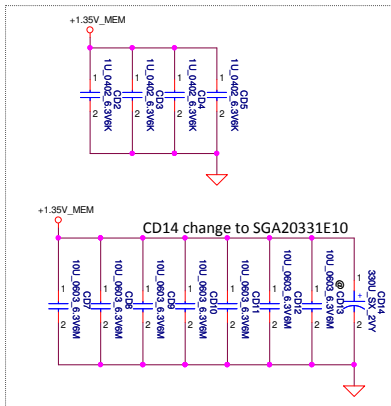 +1.35V_MEM
1
2
CD2
1U_0402_6.3V6K
1
2
CD3
1U_0402_6.3V6K
1
2
CD4
1U_0402_6.3V6K
1
2
CD5
1U_0402_6.3V6K
+1.35V_MEM
CD14 change to SGA20331E10
1
2
CD7
10U_0603_6.3V6M
1
2
CD8
10U_0603_6.3V6M
1
2
CD9
10U_0603_6.3V6M
1
2
CD10
10U_0603_6.3V6M
1
2
CD11
10U_0603_6.3V6M
1
2
CD12
10U_0603_6.3V6M
1
2
@
CD13
10U_0603_6.3V6M
1
+
2
CD14
330U_SX_2VY